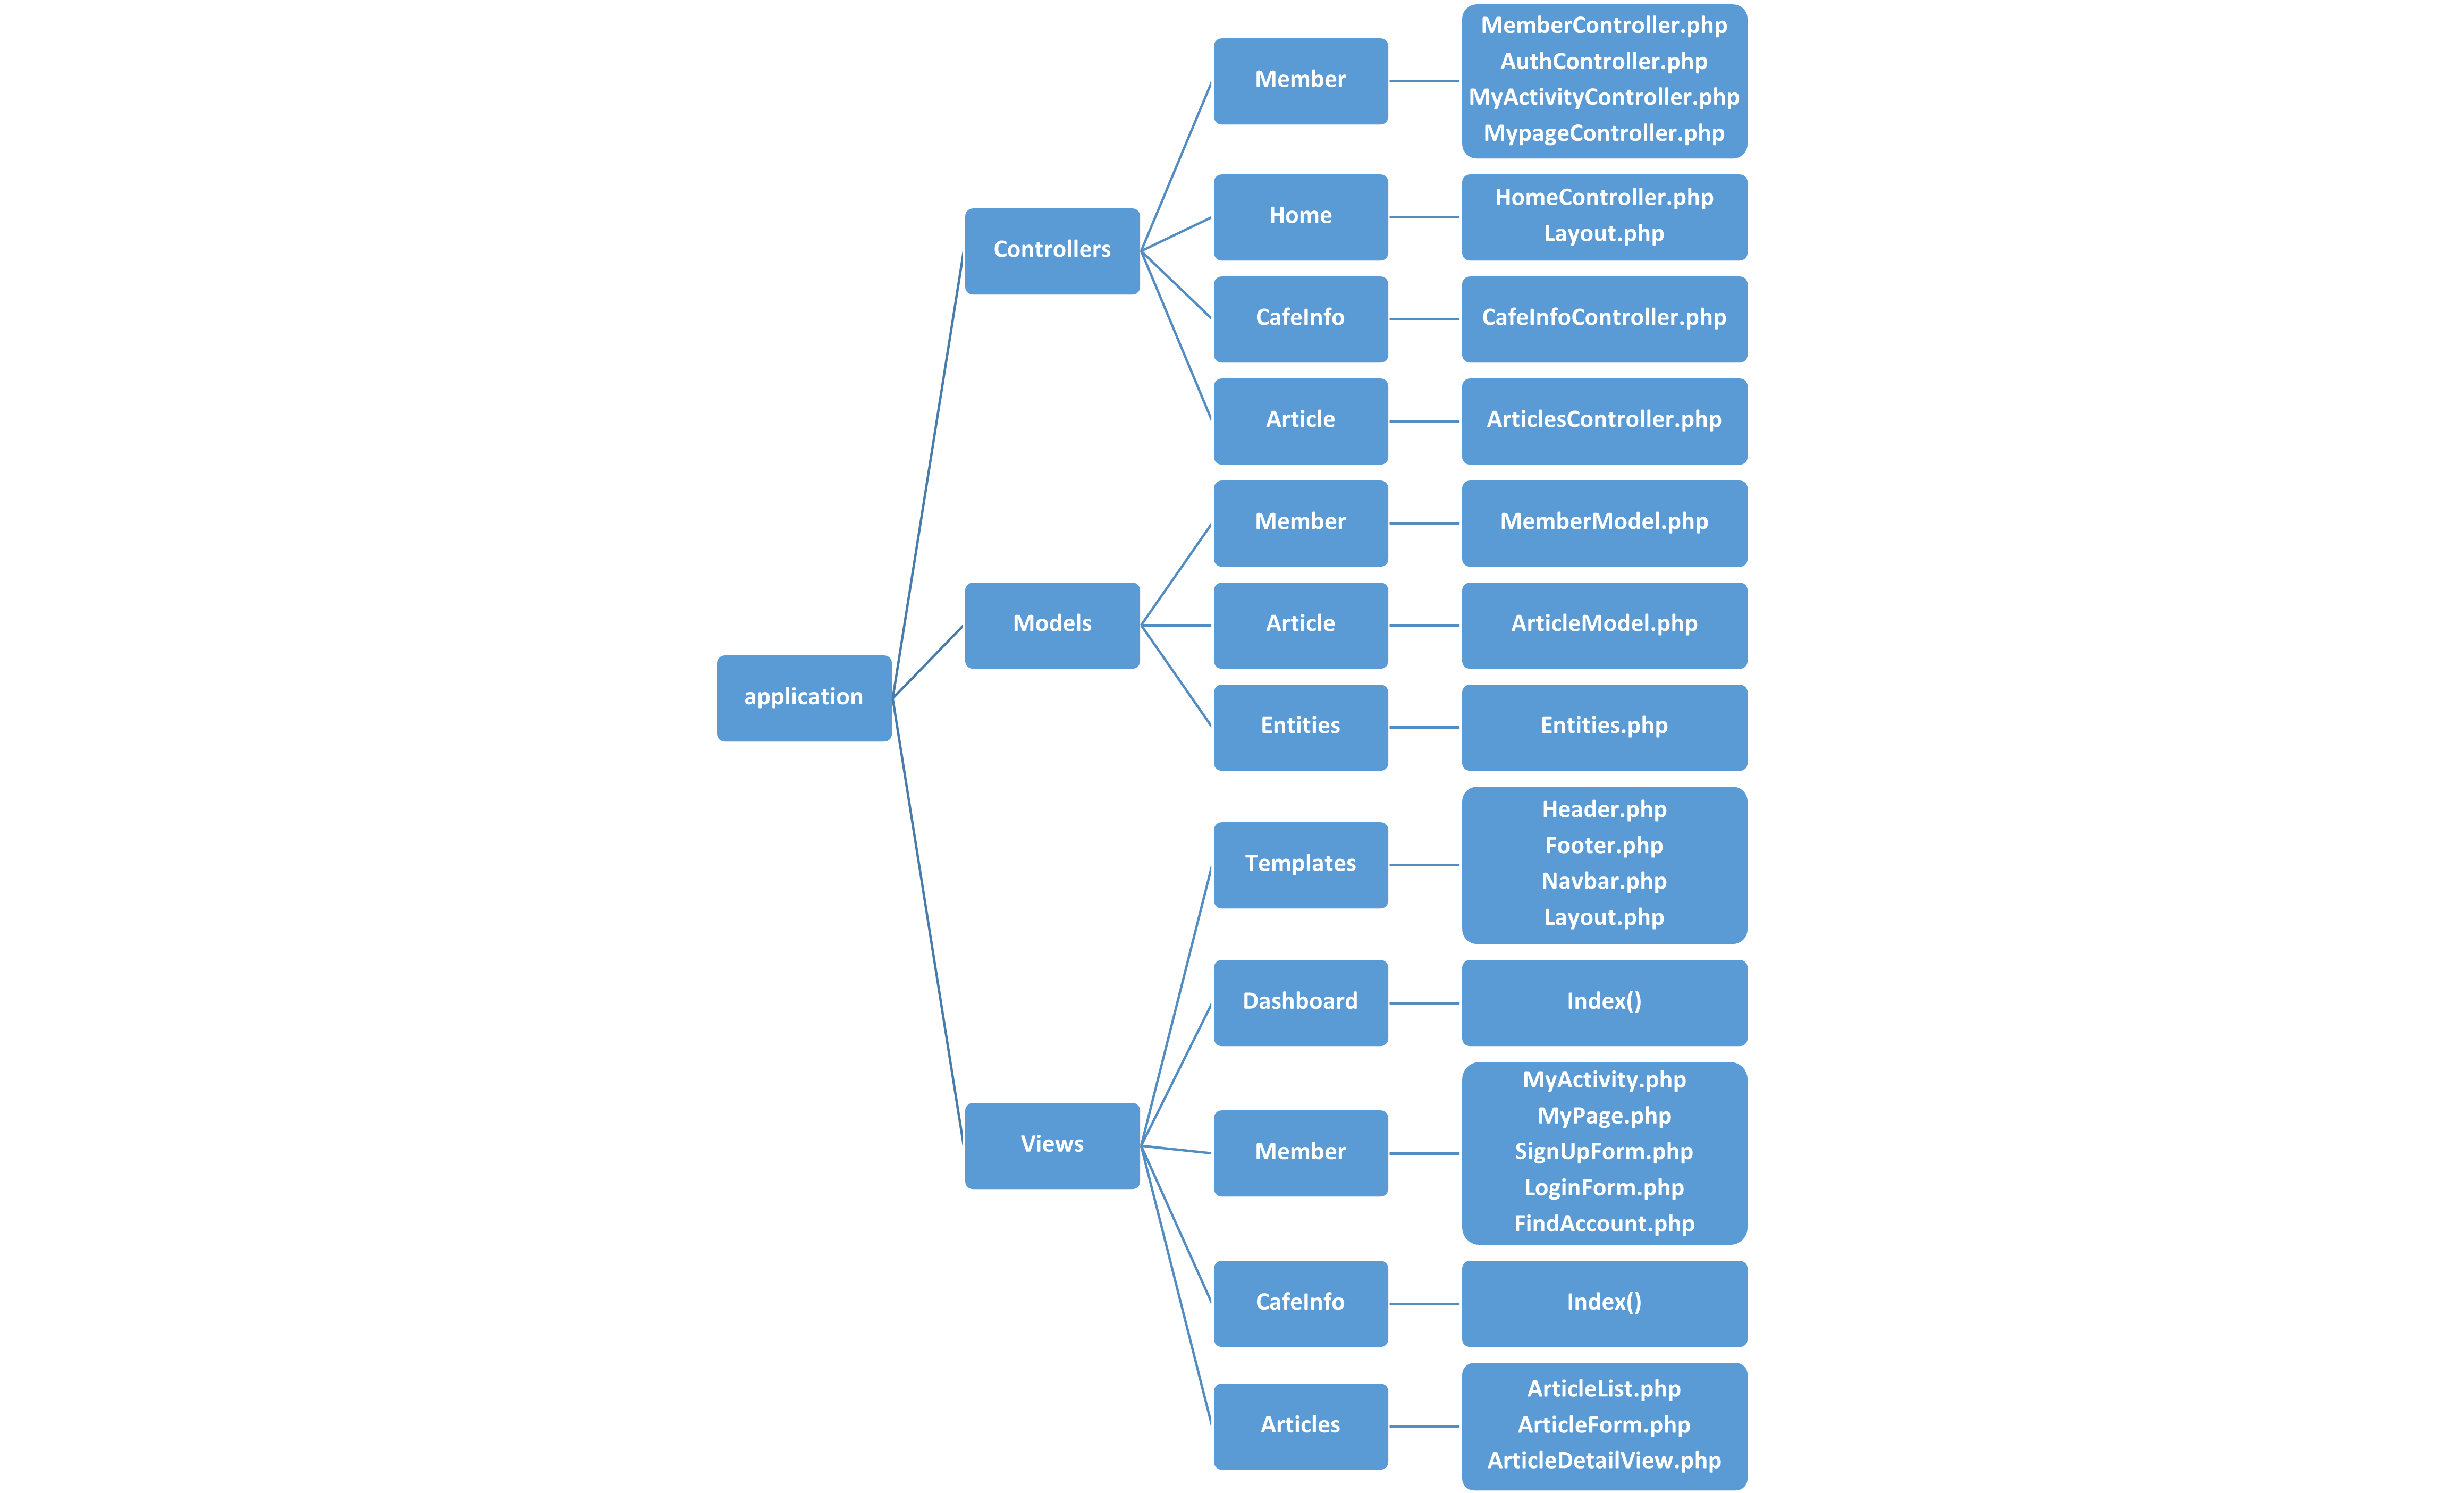 application
Controllers
Member
MemberController.php
AuthController.php
MyActivityController.php
MypageController.php
Home
HomeController.php
Layout.php
CafeInfo
CafeInfoController.php
Article
ArticlesController.php
Models
Member
MemberModel.php
Article
ArticleModel.php
Entities
Entities.php
Views
Templates
Header.php
Footer.php
Navbar.php
Layout.php
Dashboard
Index()
Member
MyActivity.php
MyPage.php
SignUpForm.php
LoginForm.php
FindAccount.php
CafeInfo
Index()
Articles
ArticleList.php
ArticleForm.php
ArticleDetailView.php